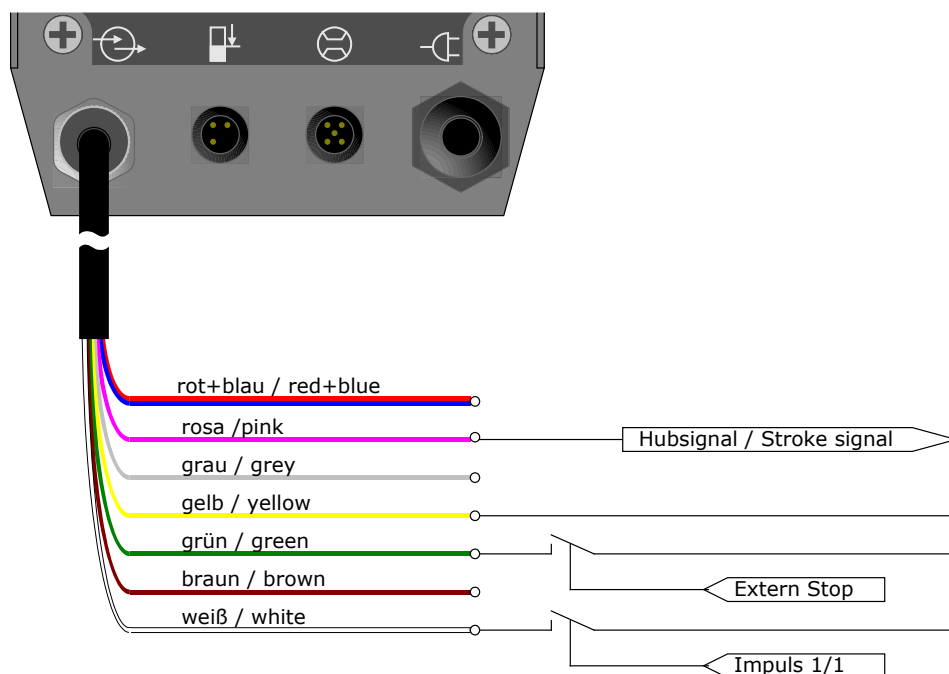 rot+blau / red+blue
rosa /pink
Hubsignal / Stroke signal
grau / grey
gelb / yellow
grün / green
braun / brown
Extern Stop
weiß / white
Impuls 1/1